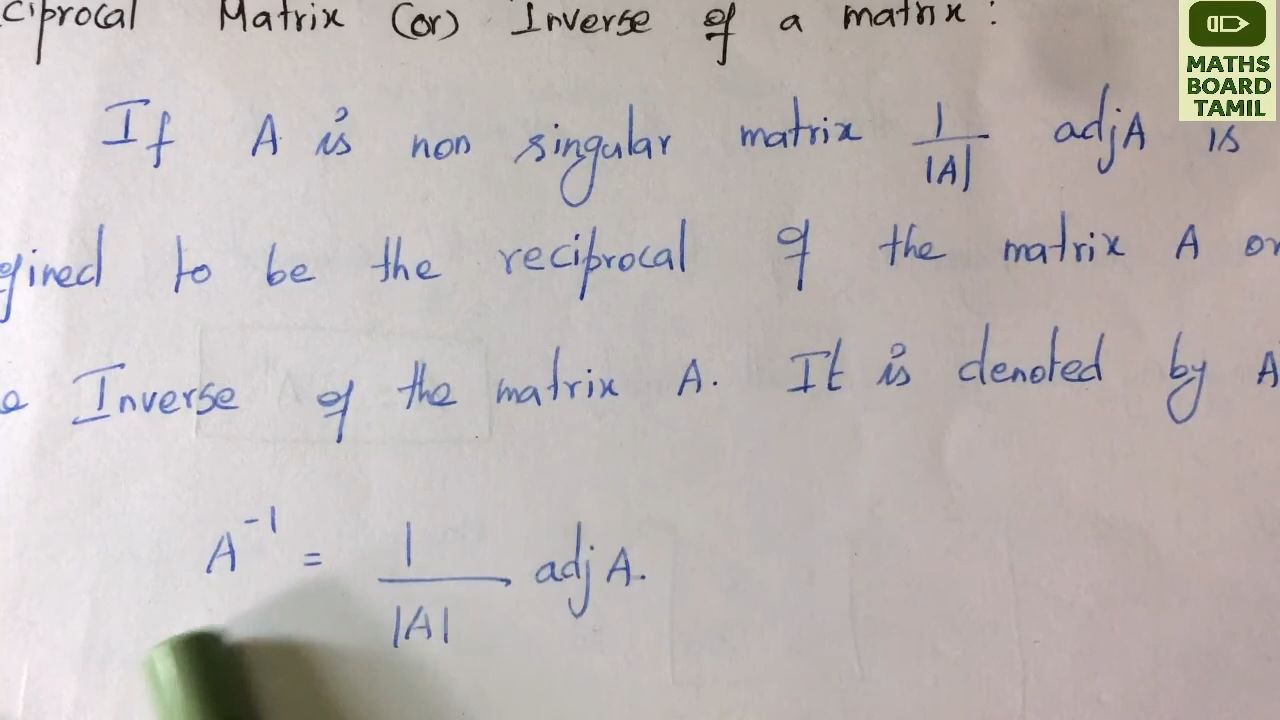 ciprocal Matrix (or) Inverse of a matrix :
If A is non singular matrix 1/|A| adj A is
fined to be the reciprocal of the matrix A or
e Inverse of the matrix A. It is denoted by A
A⁻¹ = 1/|A| adj A.
MATHS
BOARD
TAMIL